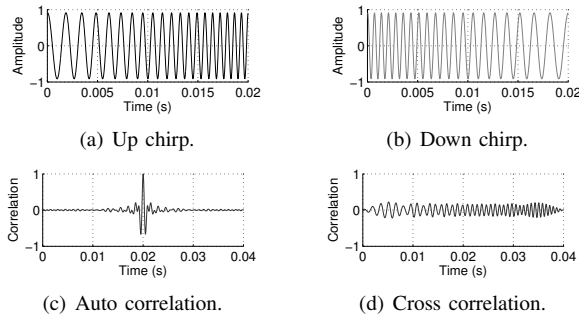 1
0
−1
Amplitude
0 0.005 0.01 0.015 0.02
Time (s)
(a) Up chirp.
1
0
−1
Amplitude
0 0.005 0.01 0.015 0.02
Time (s)
(b) Down chirp.
1
0
−1
Correlation
0 0.01 0.02 0.03 0.04
Time (s)
(c) Auto correlation.
1
0
−1
Correlation
0 0.01 0.02 0.03 0.04
Time (s)
(d) Cross correlation.